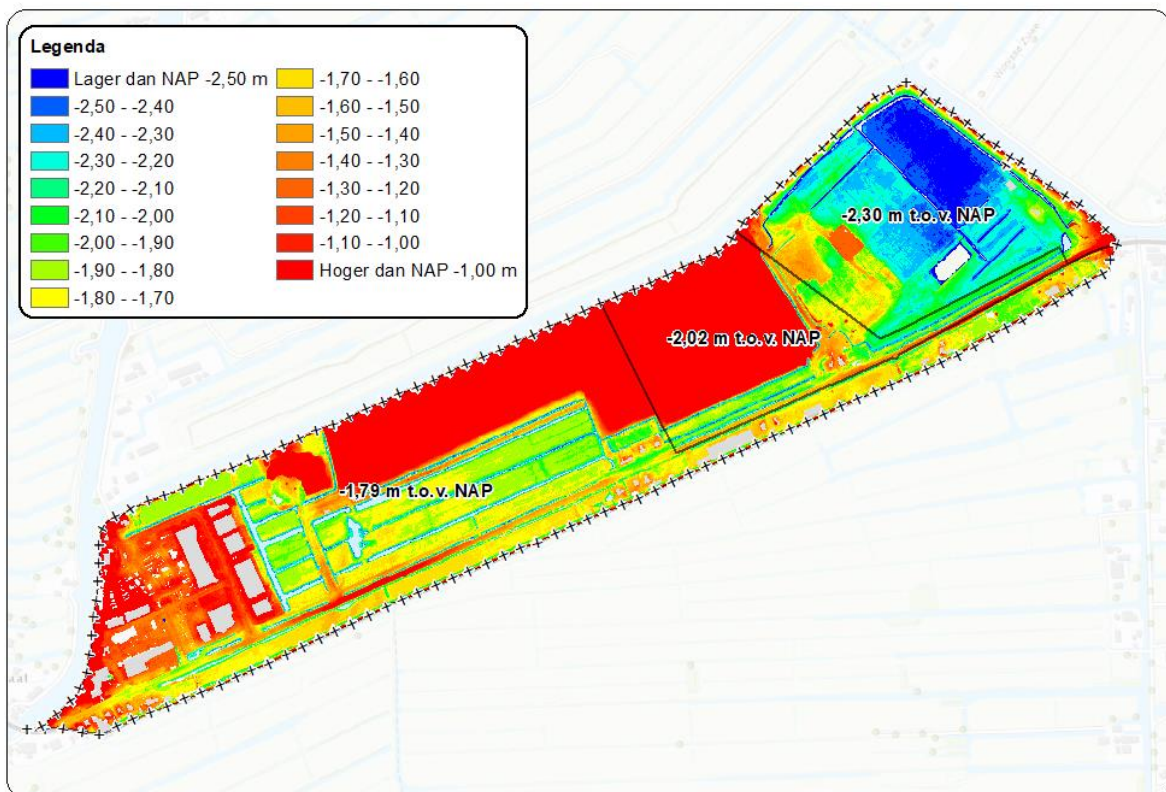 Legenda
Lager dan NAP -2,50 m
-2,50 - -2,40
-2,40 - -2,30
-2,30 - -2,20
-2,20 - -2,10
-2,10 - -2,00
-2,00 - -1,90
-1,90 - -1,80
-1,80 - -1,70
-1,70 - -1,60
-1,60 - -1,50
-1,50 - -1,40
-1,40 - -1,30
-1,30 - -1,20
-1,20 - -1,10
-1,10 - -1,00
Hoger dan NAP -1,00 m
-2,30 m t.o.v. NAP
-2,02 m t.o.v. NAP
-1,79 m t.o.v. NAP